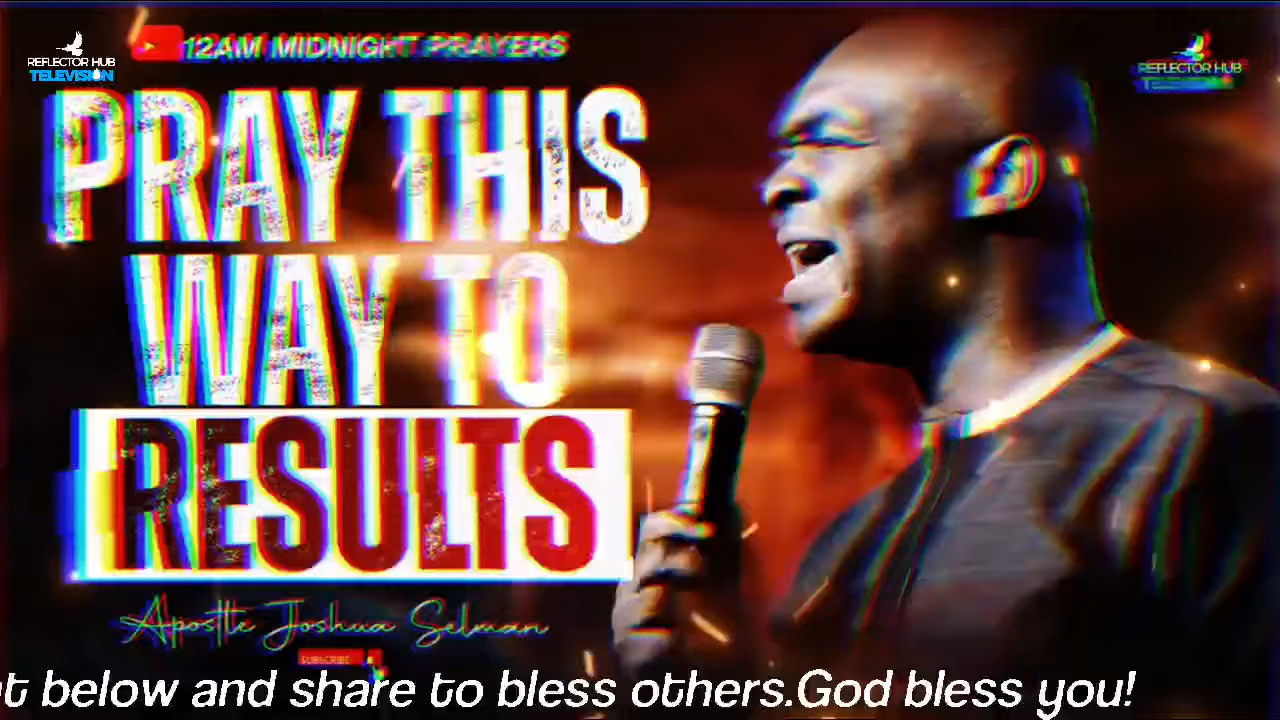 12AM MIDNIGHT PRAYERS
REFLECTOR HUB
TELEVISION
REFLECTOR HUB
TELEVISION
PRAY THIS
WAY TO
RESULTS
Apostle Joshua Selman
SUBSCRIBE
below and share to bless others.God bless you!